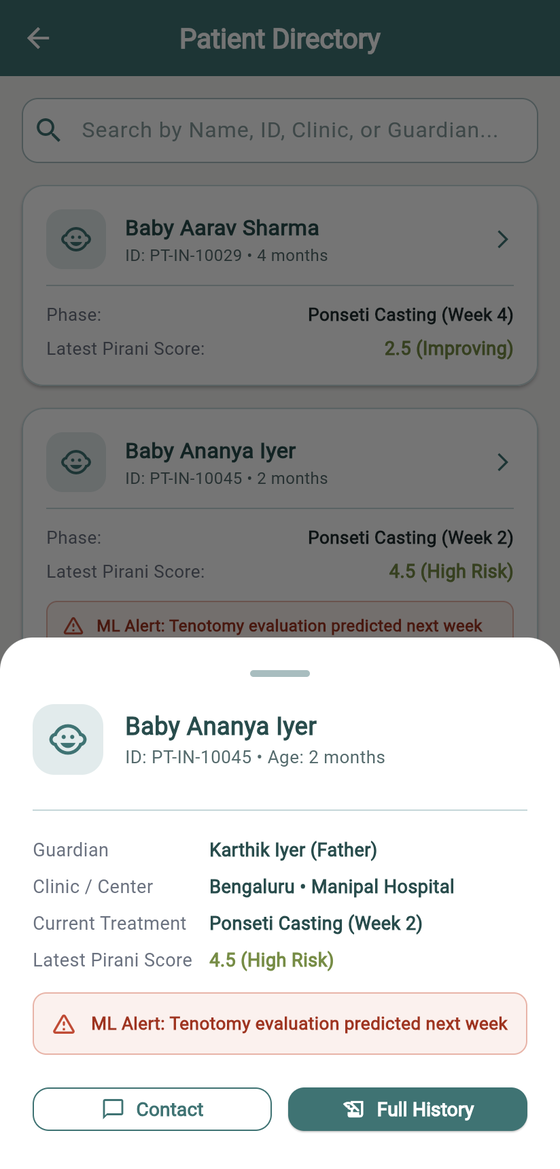 Patient Directory
Search by Name, ID, Clinic, or Guardian...
Baby Aarav Sharma
ID: PT-IN-10029 • 4 months
Phase: Ponseti Casting (Week 4)
Latest Pirani Score: 2.5 (Improving)
Baby Ananya Iyer
ID: PT-IN-10045 • 2 months
Phase: Ponseti Casting (Week 2)
Latest Pirani Score: 4.5 (High Risk)
ML Alert: Tenotomy evaluation predicted next week
Baby Ananya Iyer
ID: PT-IN-10045 • Age: 2 months
Guardian Karthik Iyer (Father)
Clinic / Center Bengaluru • Manipal Hospital
Current Treatment Ponseti Casting (Week 2)
Latest Pirani Score 4.5 (High Risk)
ML Alert: Tenotomy evaluation predicted next week
Contact Full History